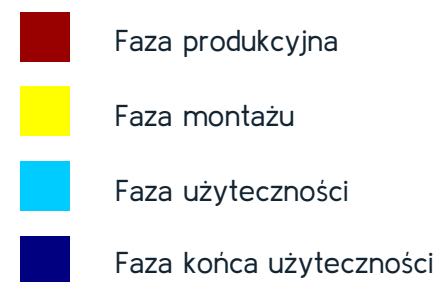 Faza produkcyjna
Faza montażu
Faza użyteczności
Faza końca użyteczności